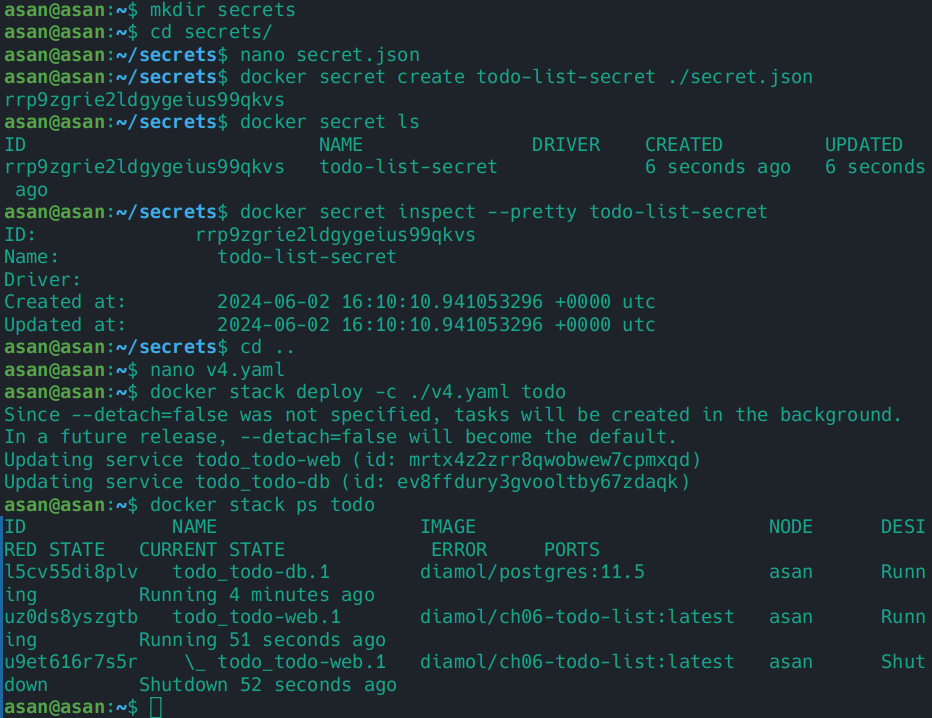 asan@asan:~$ mkdir secrets
asan@asan:~$ cd secrets/
asan@asan:~/secrets$ nano secret.json
asan@asan:~/secrets$ docker secret create todo-list-secret ./secret.json
rrp9zgrie2ldgygeius99qkvs
asan@asan:~/secrets$ docker secret ls
ID                          NAME               DRIVER    CREATED         UPDATED
rrp9zgrie2ldgygeius99qkvs   todo-list-secret             6 seconds ago   6 seconds
 ago
asan@asan:~/secrets$ docker secret inspect --pretty todo-list-secret
ID:              rrp9zgrie2ldgygeius99qkvs
Name:              todo-list-secret
Driver:
Created at:        2024-06-02 16:10:10.941053296 +0000 utc
Updated at:        2024-06-02 16:10:10.941053296 +0000 utc
asan@asan:~/secrets$ cd ..
asan@asan:~$ nano v4.yaml
asan@asan:~$ docker stack deploy -c ./v4.yaml todo
Since --detach=false was not specified, tasks will be created in the background.
In a future release, --detach=false will become the default.
Updating service todo_todo-web (id: mrtx4z2zrr8qwobwew7cpmxqd)
Updating service todo_todo-db (id: ev8ffdury3gvooltby67zdaqk)
asan@asan:~$ docker stack ps todo
ID             NAME                  IMAGE                          NODE      DESI
RED STATE   CURRENT STATE             ERROR     PORTS
l5cv55di8plv   todo_todo-db.1        diamol/postgres:11.5           asan      Runn
ing         Running 4 minutes ago
uz0ds8yszgtb   todo_todo-web.1       diamol/ch06-todo-list:latest   asan      Runn
ing         Running 51 seconds ago
u9et616r7s5r    \_ todo_todo-web.1   diamol/ch06-todo-list:latest   asan      Shut
down        Shutdown 52 seconds ago
asan@asan:~$